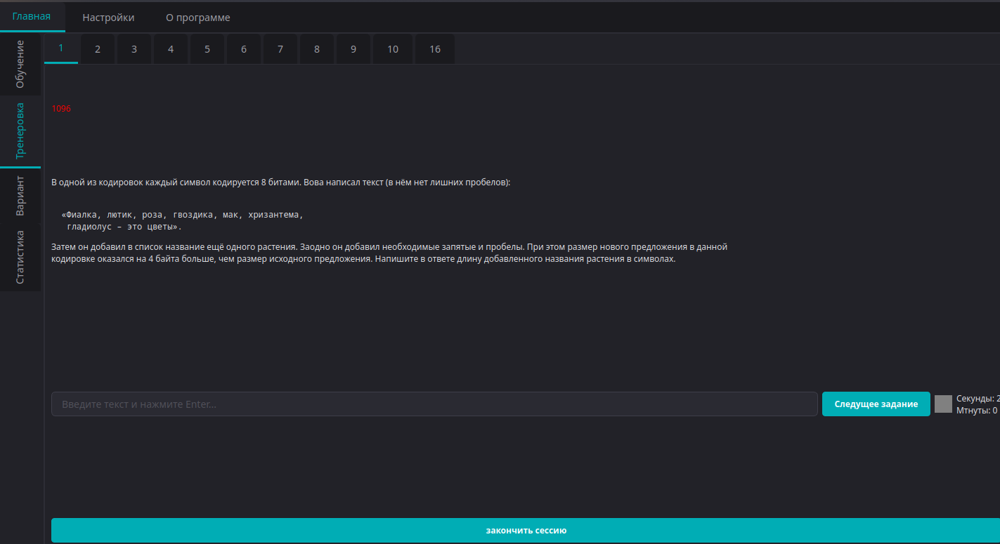 Главная Настройки О программе
1 2 3 4 5 6 7 8 9 10 16
Обучение
Тренеровка
Вариант
Статистика
1096
В одной из кодировок каждый символ кодируется 8 битами. Вова написал текст (в нём нет лишних пробелов):
«Фиалка, лютик, роза, гвоздика, мак, хризантема,
гладиолус – это цветы».
Затем он добавил в список название ещё одного растения. Заодно он добавил необходимые запятые и пробелы. При этом размер нового предложения в данной
кодировке оказался на 4 байта больше, чем размер исходного предложения. Напишите в ответе длину добавленного названия растения в символах.
Введите текст и нажмите Enter...
Следущее задание
Секунды: 2
Мтнуты: 0
закончить сессию